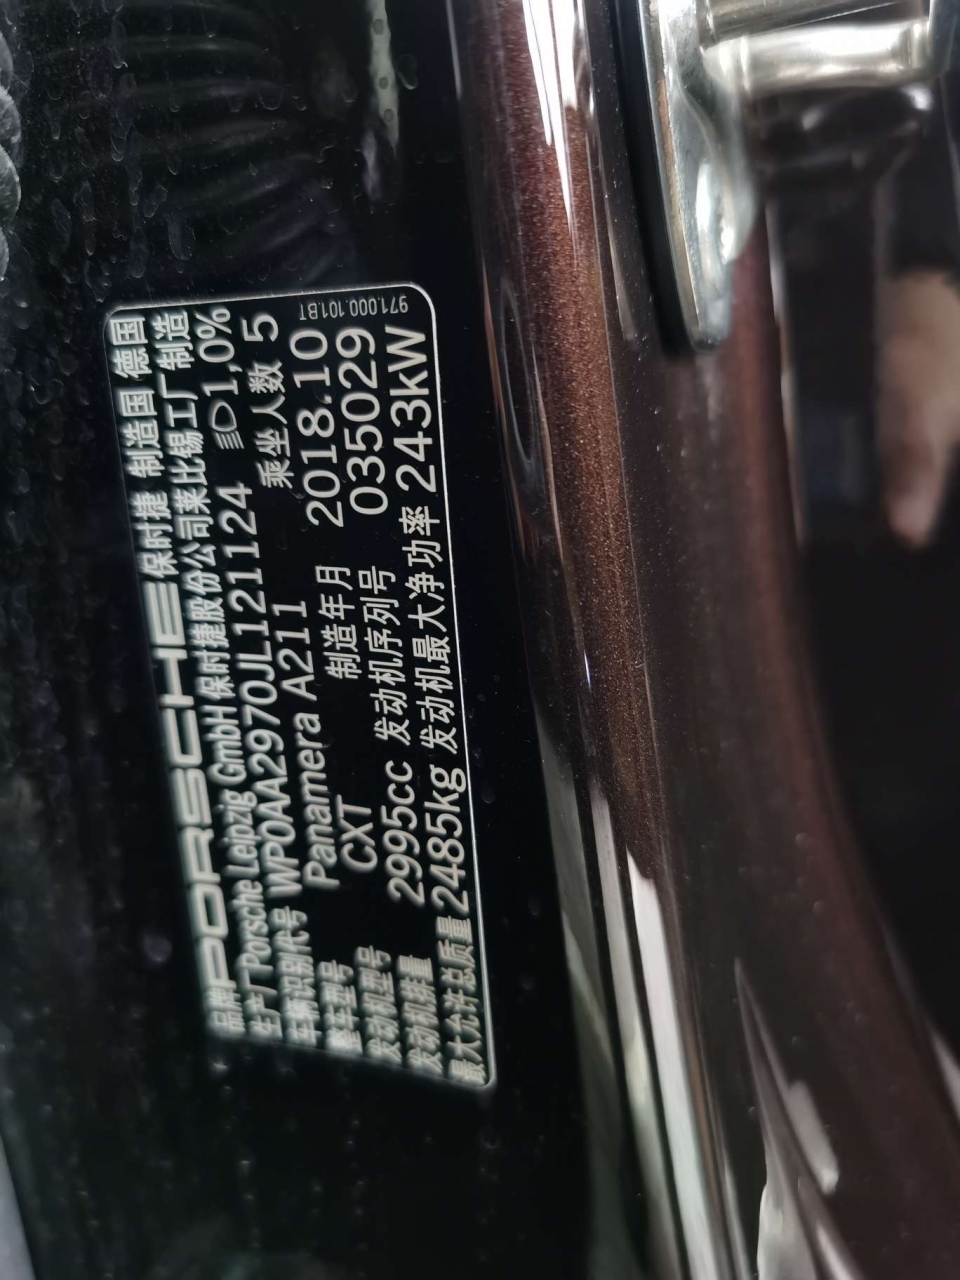 品牌 PORSCHE 保时捷 制造国 德国
生产厂 Porsche Leipzig GmbH 保时捷股份公司莱比锡工厂制造
车辆识别代号 WP0AA2970JL121124 1,0%
整车型号 Panamera A211 乘坐人数 5
发动机型号 CXT 制造年月 2018.10
发动机排量 2995cc 发动机序列号 035029
最大允许总质量 2485kg 发动机最大净功率 243kW
971.000.101.BT